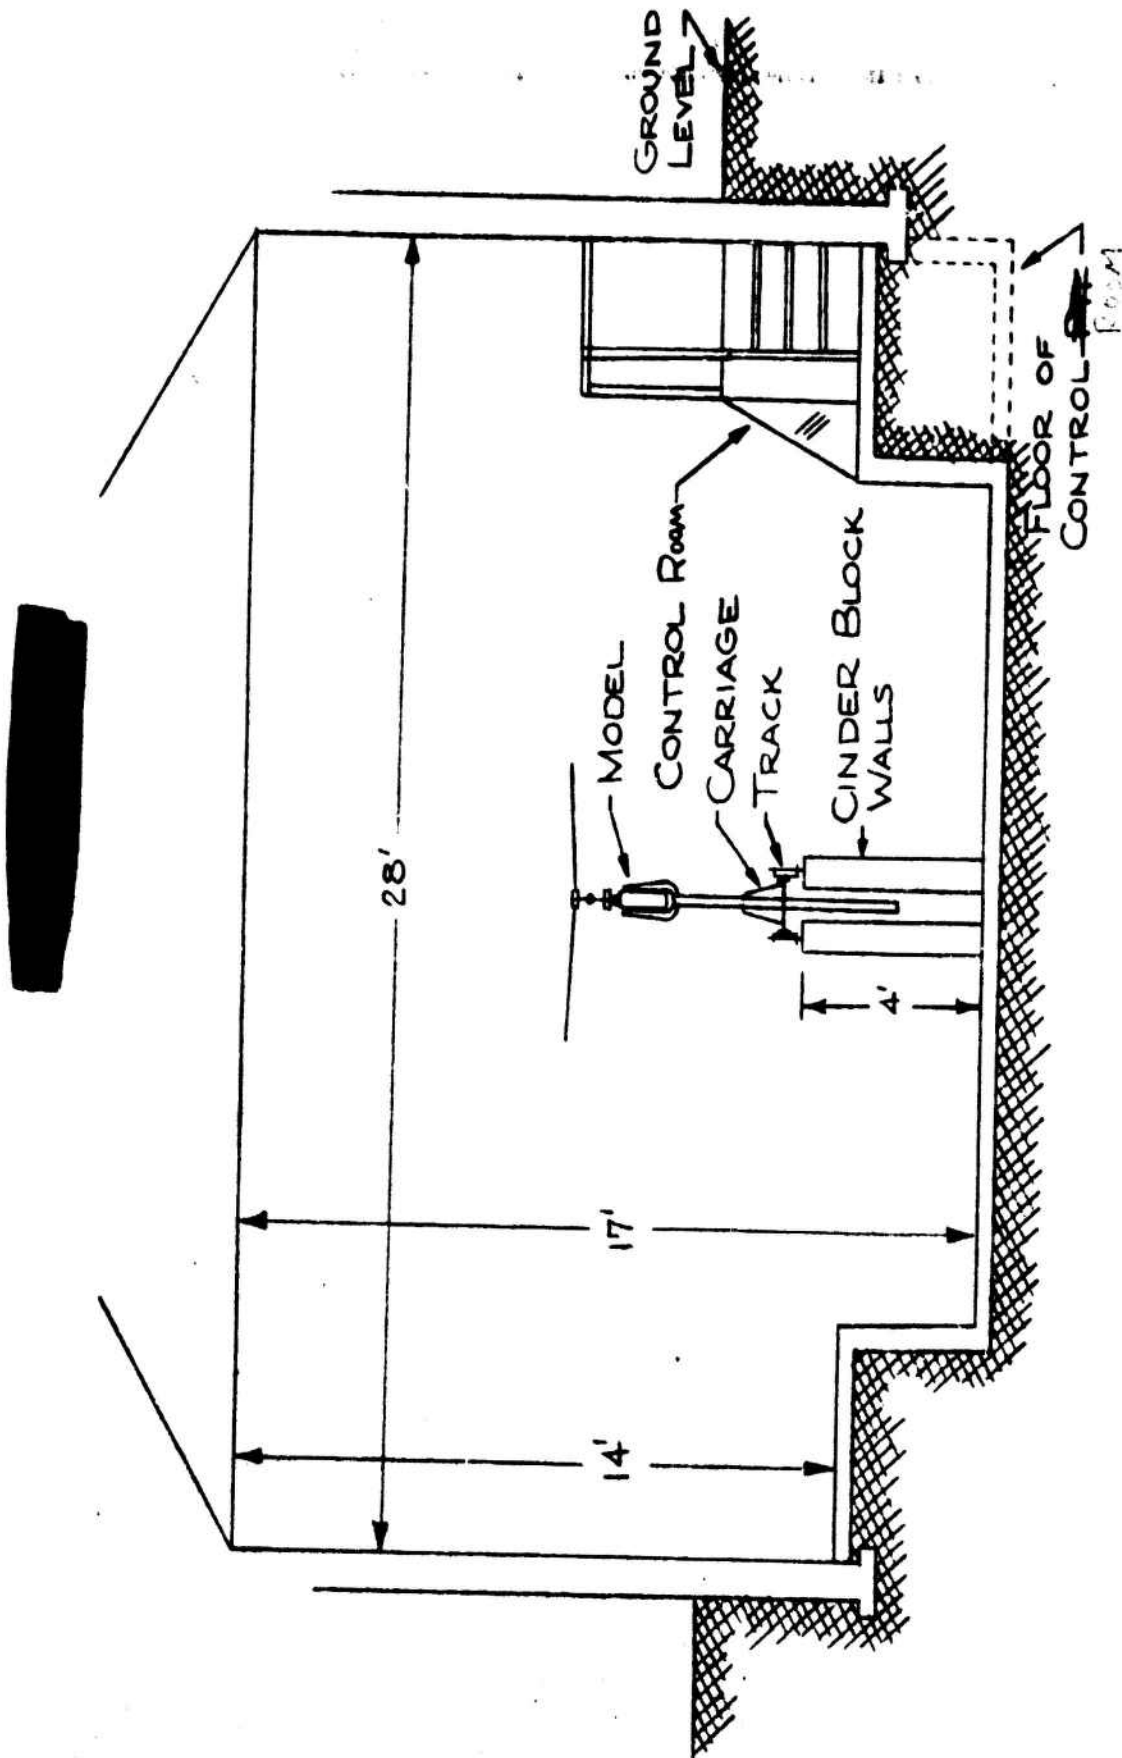 GROUND
LEVEL
28'
17'
14'
MODEL
CONTROL ROOM
CARRIAGE
TRACK
CINDER BLOCK
WALLS
4'
FLOOR OF
CONTROL
ROOM